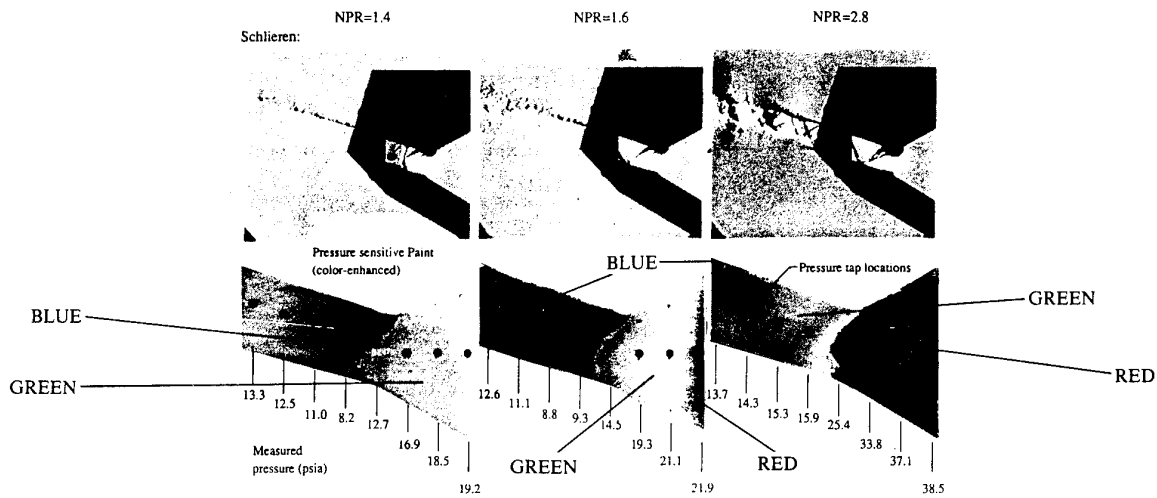 NPR=1.4 NPR=1.6 NPR=2.8
Schlieren:
Pressure sensitive Paint
(color-enhanced)
BLUE
Pressure tap locations
GREEN
BLUE
RED
GREEN
13.3 12.5 11.0 8.2 12.7 16.9 18.5 19.2
12.6 11.1 8.8 9.3 14.5 19.3 21.1 21.9
13.7 14.3 15.3 15.9 25.4 33.8 37.1 38.5
Measured
pressure (psia)
GREEN
RED